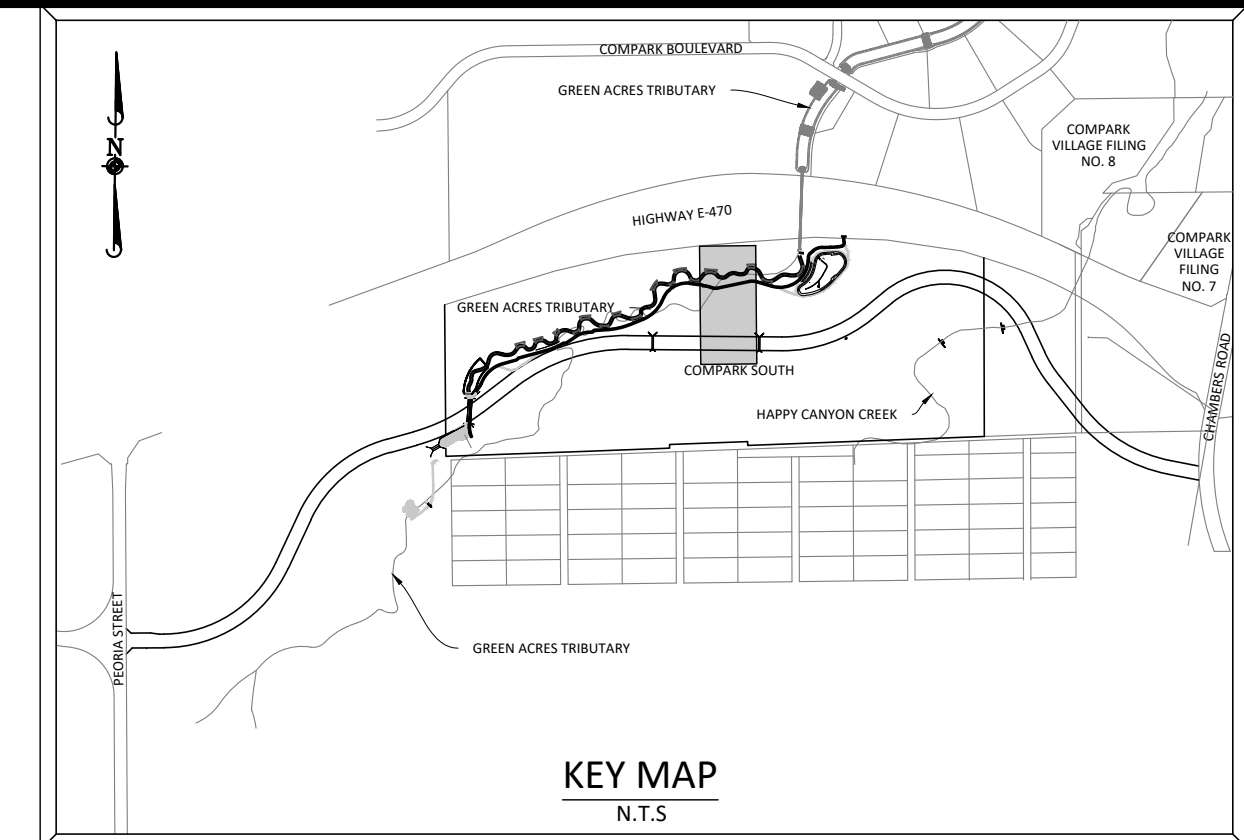 COMPARK BOULEVARD
GREEN ACRES TRIBUTARY
COMPARK
VILLAGE FILING
NO. 8
N
HIGHWAY E-470
COMPARK
VILLAGE
FILING
NO. 7
GREEN ACRES TRIBUTARY
COMPARK SOUTH
CHAMBERS ROAD
HAPPY CANYON CREEK
PEORIA STREET
GREEN ACRES TRIBUTARY
KEY MAP
N.T.S